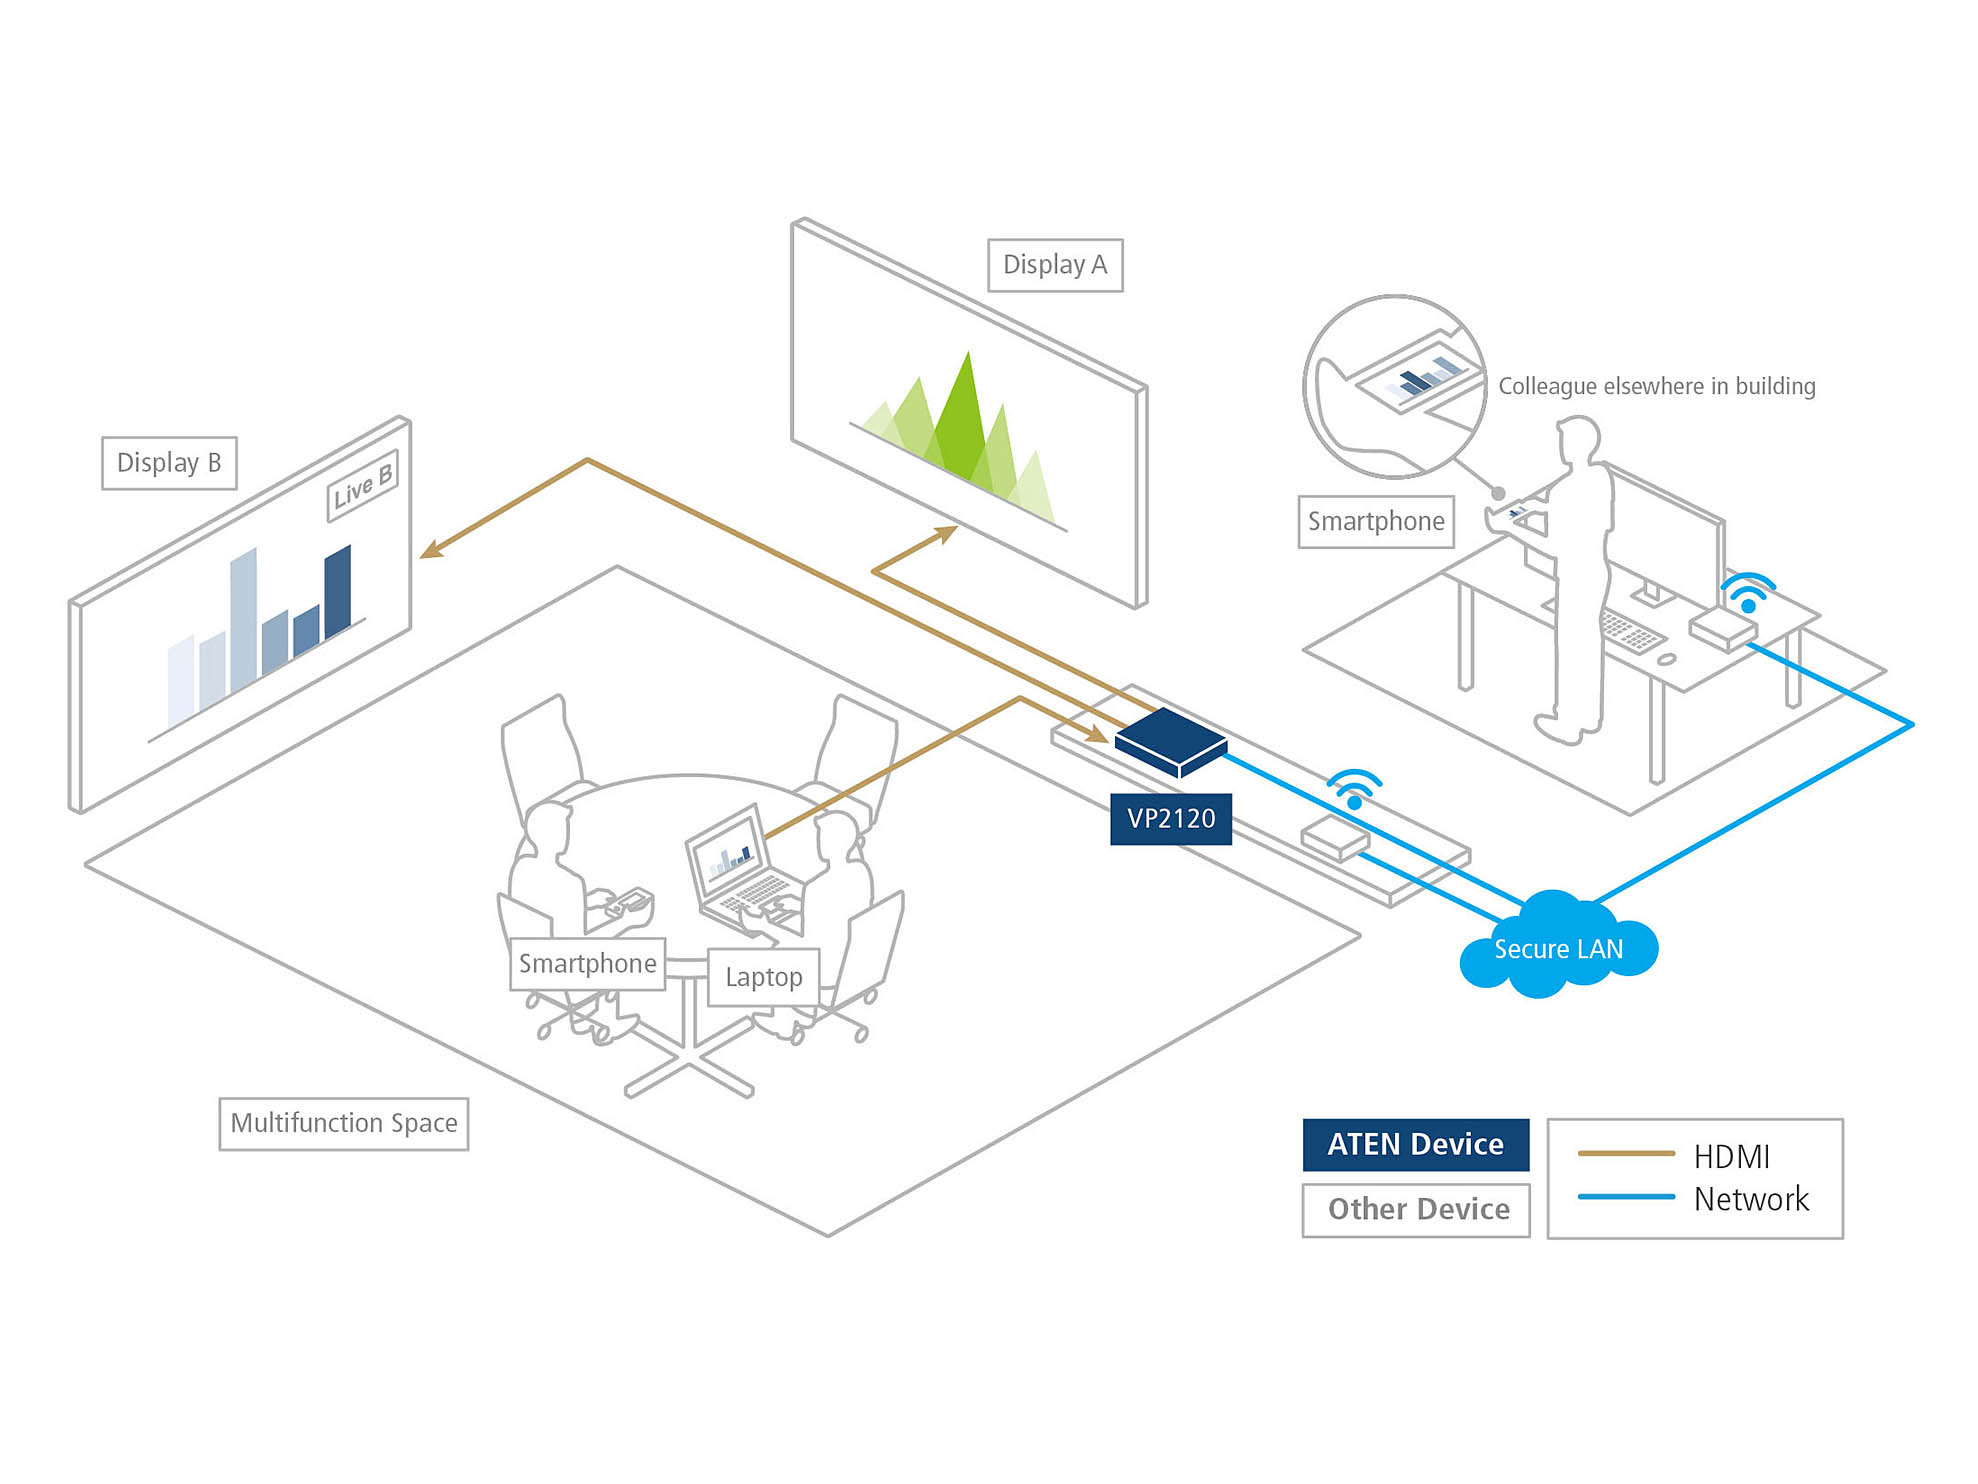 Display A
Display B
Live B
Colleague elsewhere in building
Smartphone
VP2120
Secure LAN
Smartphone
Laptop
Multifunction Space
ATEN Device
Other Device
HDMI
Network